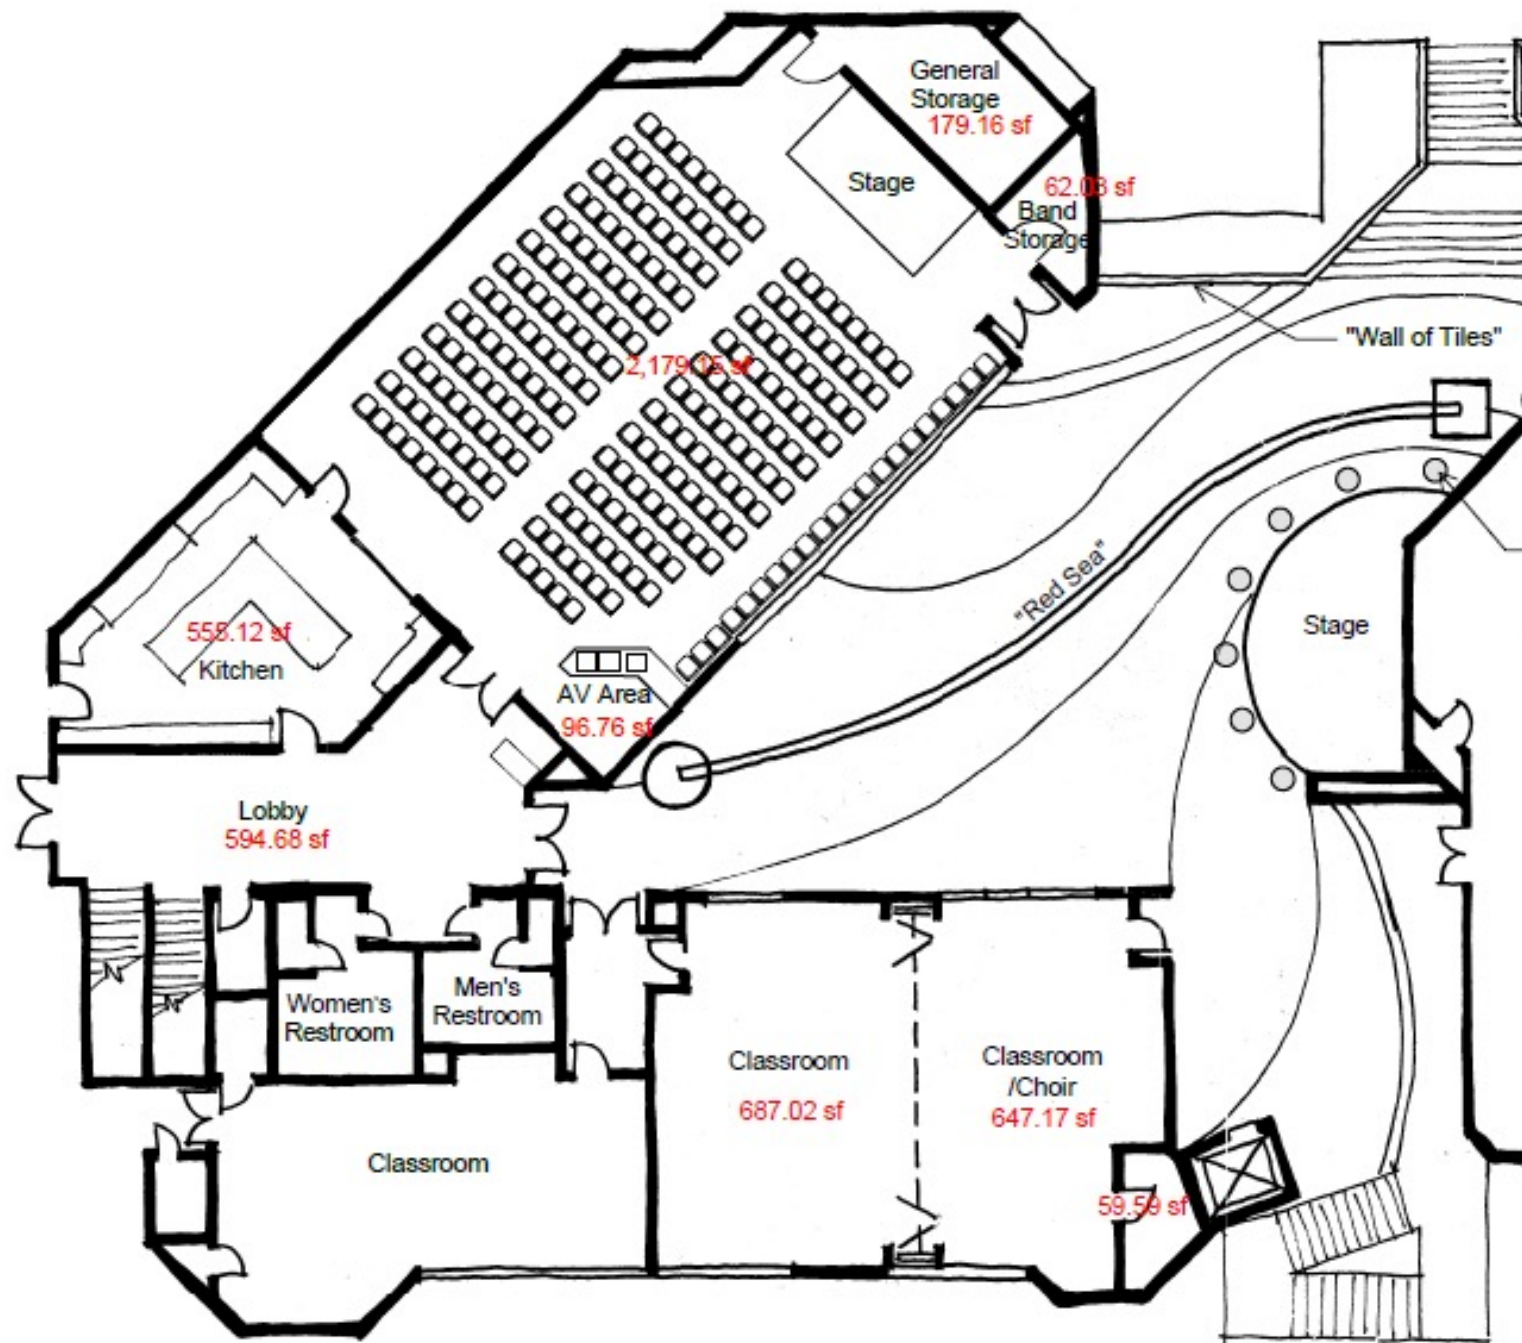 General
Storage
179.16 sf
Stage
62.03 sf
Band
Storage
"Wall of Tiles"
2,179.15 sf
"Red Sea"
555.12 sf
Kitchen
Stage
AV Area
96.76 sf
Lobby
594.68 sf
Women's
Restroom
Men's
Restroom
Classroom
687.02 sf
Classroom
/Choir
647.17 sf
Classroom
59.59 sf
N
N